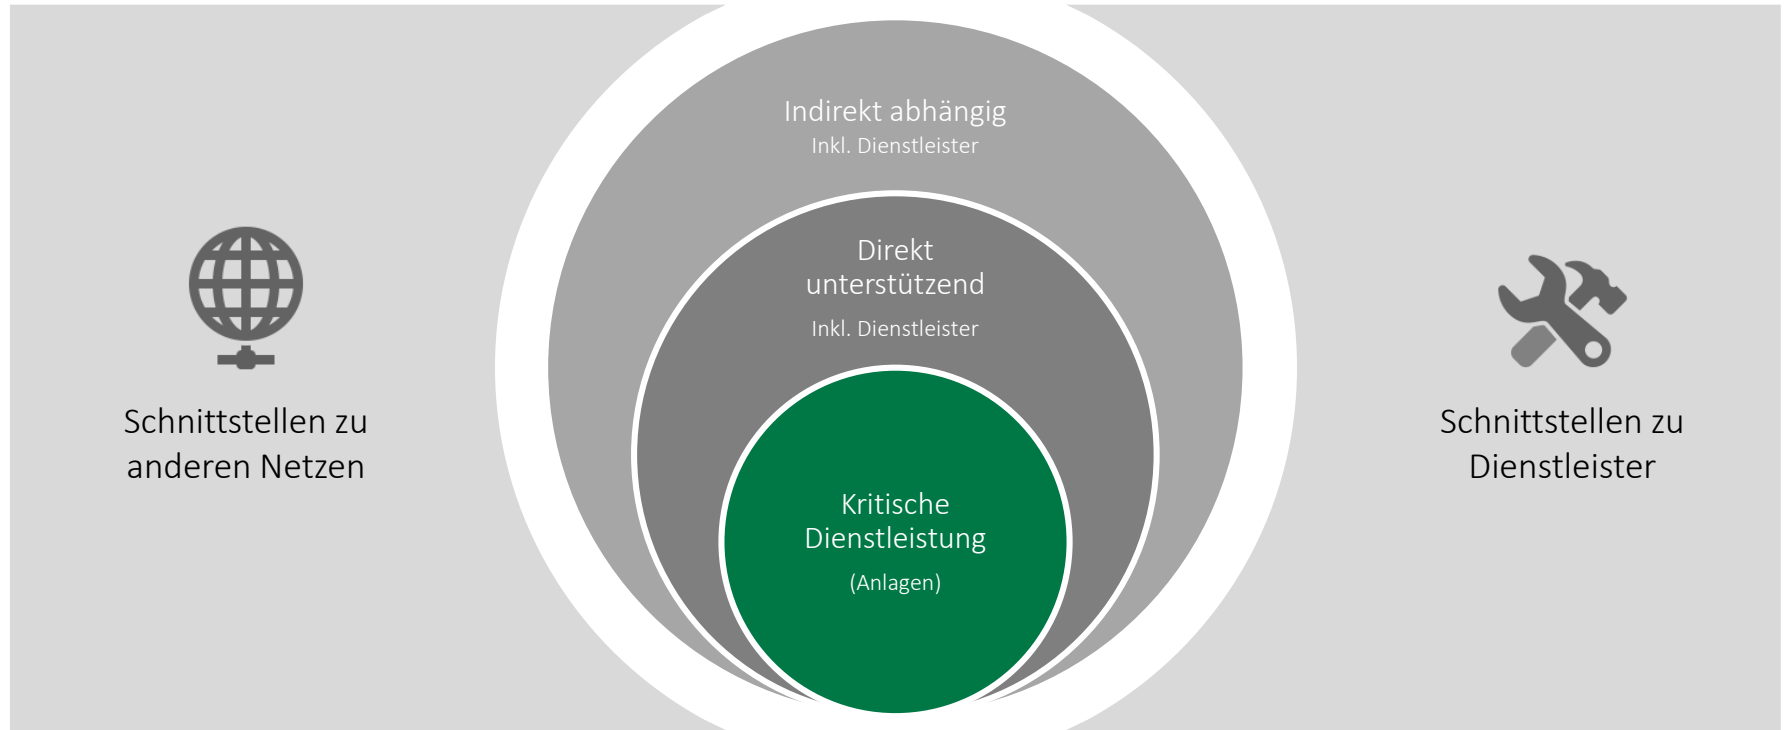 Indirekt abhängig
Inkl. Dienstleister
Direkt
unterstützend
Inkl. Dienstleister
Kritische
Dienstleistung
(Anlagen)
Schnittstellen zu
anderen Netzen
Schnittstellen zu
Dienstleister